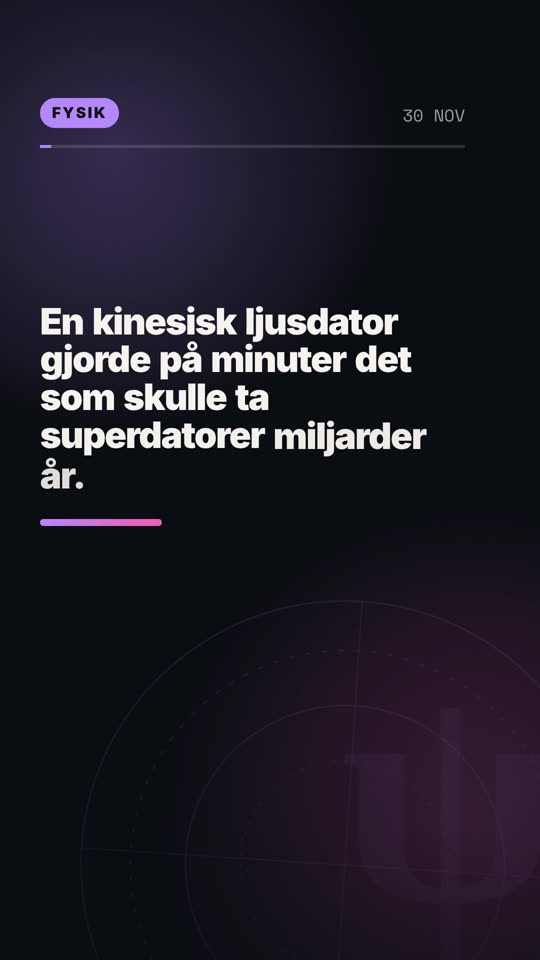 FYSIK
30 NOV
En kinesisk ljusdator
gjorde på minuter det
som skulle ta
superdatorer miljarder
år.
ψ